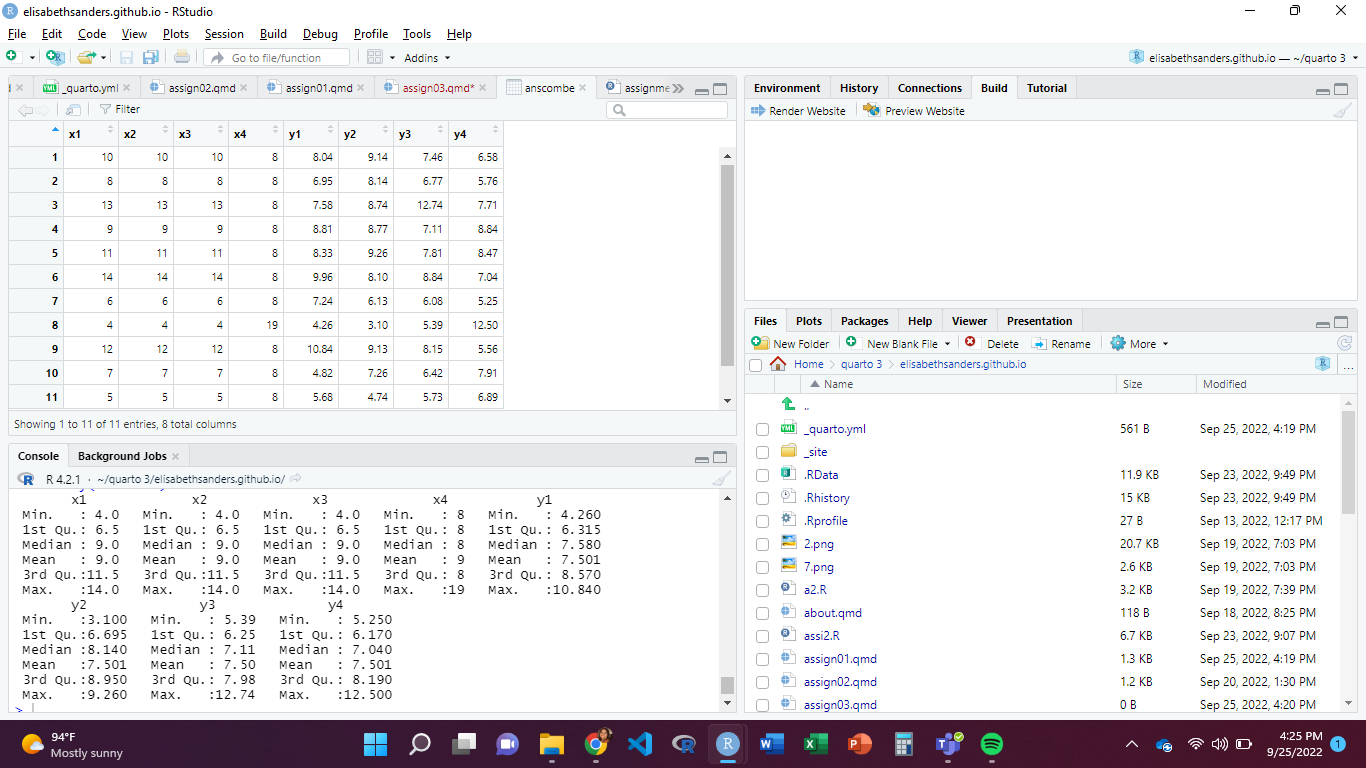 elisabethsanders.github.io - RStudio
File Edit Code View Plots Session Build Debug Profile Tools Help
Go to file/function Addins elisabethsanders.github.io — ~/quarto 3
_quarto.yml assign02.qmd assign01.qmd assign03.qmd* anscombe assignme
Filter
x1 x2 x3 x4 y1 y2 y3 y4
1 10 10 10 8 8.04 9.14 7.46 6.58
2 8 8 8 8 6.95 8.14 6.77 5.76
3 13 13 13 8 7.58 8.74 12.74 7.71
4 9 9 9 8 8.81 8.77 7.11 8.84
5 11 11 11 8 8.33 9.26 7.81 8.47
6 14 14 14 8 9.96 8.10 8.84 7.04
7 6 6 6 8 7.24 6.13 6.08 5.25
8 4 4 4 19 4.26 3.10 5.39 12.50
9 12 12 12 8 10.84 9.13 8.15 5.56
10 7 7 7 8 4.82 7.26 6.42 7.91
11 5 5 5 8 5.68 4.74 5.73 6.89
Showing 1 to 11 of 11 entries, 8 total columns
Console Background Jobs
R 4.2.1 · ~/quarto 3/elisabethsanders.github.io/
x1 x2 x3 x4 y1
Min. : 4.0 Min. : 4.0 Min. : 4.0 Min. : 8 Min. : 4.260
1st Qu.: 6.5 1st Qu.: 6.5 1st Qu.: 6.5 1st Qu.: 8 1st Qu.: 6.315
Median : 9.0 Median : 9.0 Median : 9.0 Median : 8 Median : 7.580
Mean : 9.0 Mean : 9.0 Mean : 9.0 Mean : 9 Mean : 7.501
3rd Qu.:11.5 3rd Qu.:11.5 3rd Qu.:11.5 3rd Qu.: 8 3rd Qu.: 8.570
Max. :14.0 Max. :14.0 Max. :14.0 Max. :19 Max. :10.840
y2 y3 y4
Min. :3.100 Min. : 5.39 Min. : 5.250
1st Qu.:6.695 1st Qu.: 6.25 1st Qu.: 6.170
Median :8.140 Median : 7.11 Median : 7.040
Mean :7.501 Mean : 7.50 Mean : 7.501
3rd Qu.:8.950 3rd Qu.: 7.98 3rd Qu.: 8.190
Max. :9.260 Max. :12.74 Max. :12.500
>
Environment History Connections Build Tutorial
Render Website Preview Website
Files Plots Packages Help Viewer Presentation
New Folder New Blank File Delete Rename More
Home quarto 3 elisabethsanders.github.io ...
Name Size Modified
..
_quarto.yml 561 B Sep 25, 2022, 4:19 PM
_site
.RData 11.9 KB Sep 23, 2022, 9:49 PM
.Rhistory 15 KB Sep 23, 2022, 9:49 PM
.Rprofile 27 B Sep 13, 2022, 12:17 PM
2.png 20.7 KB Sep 19, 2022, 7:03 PM
7.png 2.6 KB Sep 19, 2022, 7:03 PM
a2.R 3.2 KB Sep 19, 2022, 7:39 PM
about.qmd 118 B Sep 18, 2022, 8:25 PM
assi2.R 6.7 KB Sep 23, 2022, 9:07 PM
assign01.qmd 1.3 KB Sep 25, 2022, 4:19 PM
assign02.qmd 1.2 KB Sep 20, 2022, 1:30 PM
assign03.qmd 0 B Sep 25, 2022, 4:20 PM
94°F
Mostly sunny
4:25 PM
9/25/2022
1